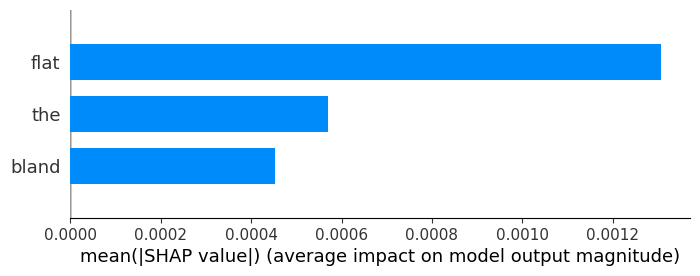 flat
the
bland
0.0000 0.0002 0.0004 0.0006 0.0008 0.0010 0.0012
mean(|SHAP value|) (average impact on model output magnitude)